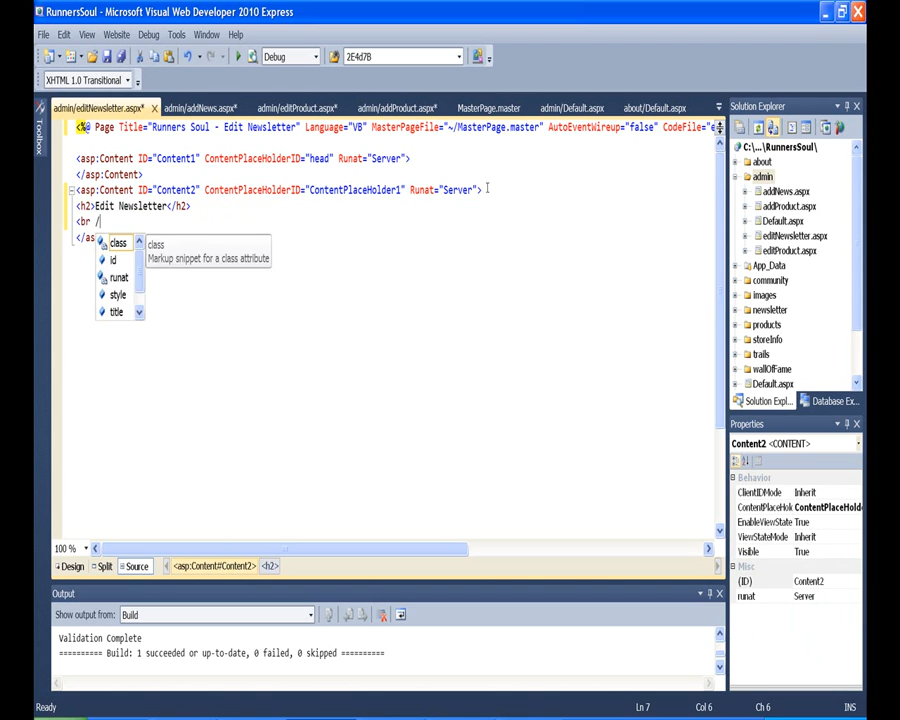 RunnersSoul - Microsoft Visual Web Developer 2010 Express
File Edit View Website Debug Tools Window Help
Debug 2E4d7B
XHTML 1.0 Transitional
admin/editNewsletter.aspx* admin/addNews.aspx* admin/editProduct.aspx* admin/addProduct.aspx* MasterPage.master admin/Default.aspx about/Default.aspx
Toolbox
<%@ Page Title="Runners Soul - Edit Newsletter" Language="VB" MasterPageFile="~/MasterPage.master" AutoEventWireup="false" CodeFile="e
<asp:Content ID="Content1" ContentPlaceHolderID="head" Runat="Server">
</asp:Content>
<asp:Content ID="Content2" ContentPlaceHolderID="ContentPlaceHolder1" Runat="Server">
<h2>Edit Newsletter</h2>
<br /
</as
class
id
runat
style
title
class
Markup snippet for a class attribute
100 %
Design Split Source <asp:Content#Content2> <h2>
Output
Show output from: Build
Validation Complete
========== Build: 1 succeeded or up-to-date, 0 failed, 0 skipped ==========
Solution Explorer
C:\...\RunnersSoul\
about
admin
addNews.aspx
addProduct.aspx
Default.aspx
editNewsletter.aspx
editProduct.aspx
App_Data
community
images
newsletter
products
storeInfo
trails
wallOfFame
Default.aspx
Solution Expl... Database Ex...
Properties
Content2 <CONTENT>
Behavior
ClientIDMode Inherit
ContentPlaceHok ContentPlaceHolde
EnableViewState True
ViewStateMode Inherit
Visible True
Misc
(ID) Content2
runat Server
Ready Ln 7 Col 6 Ch 6 INS